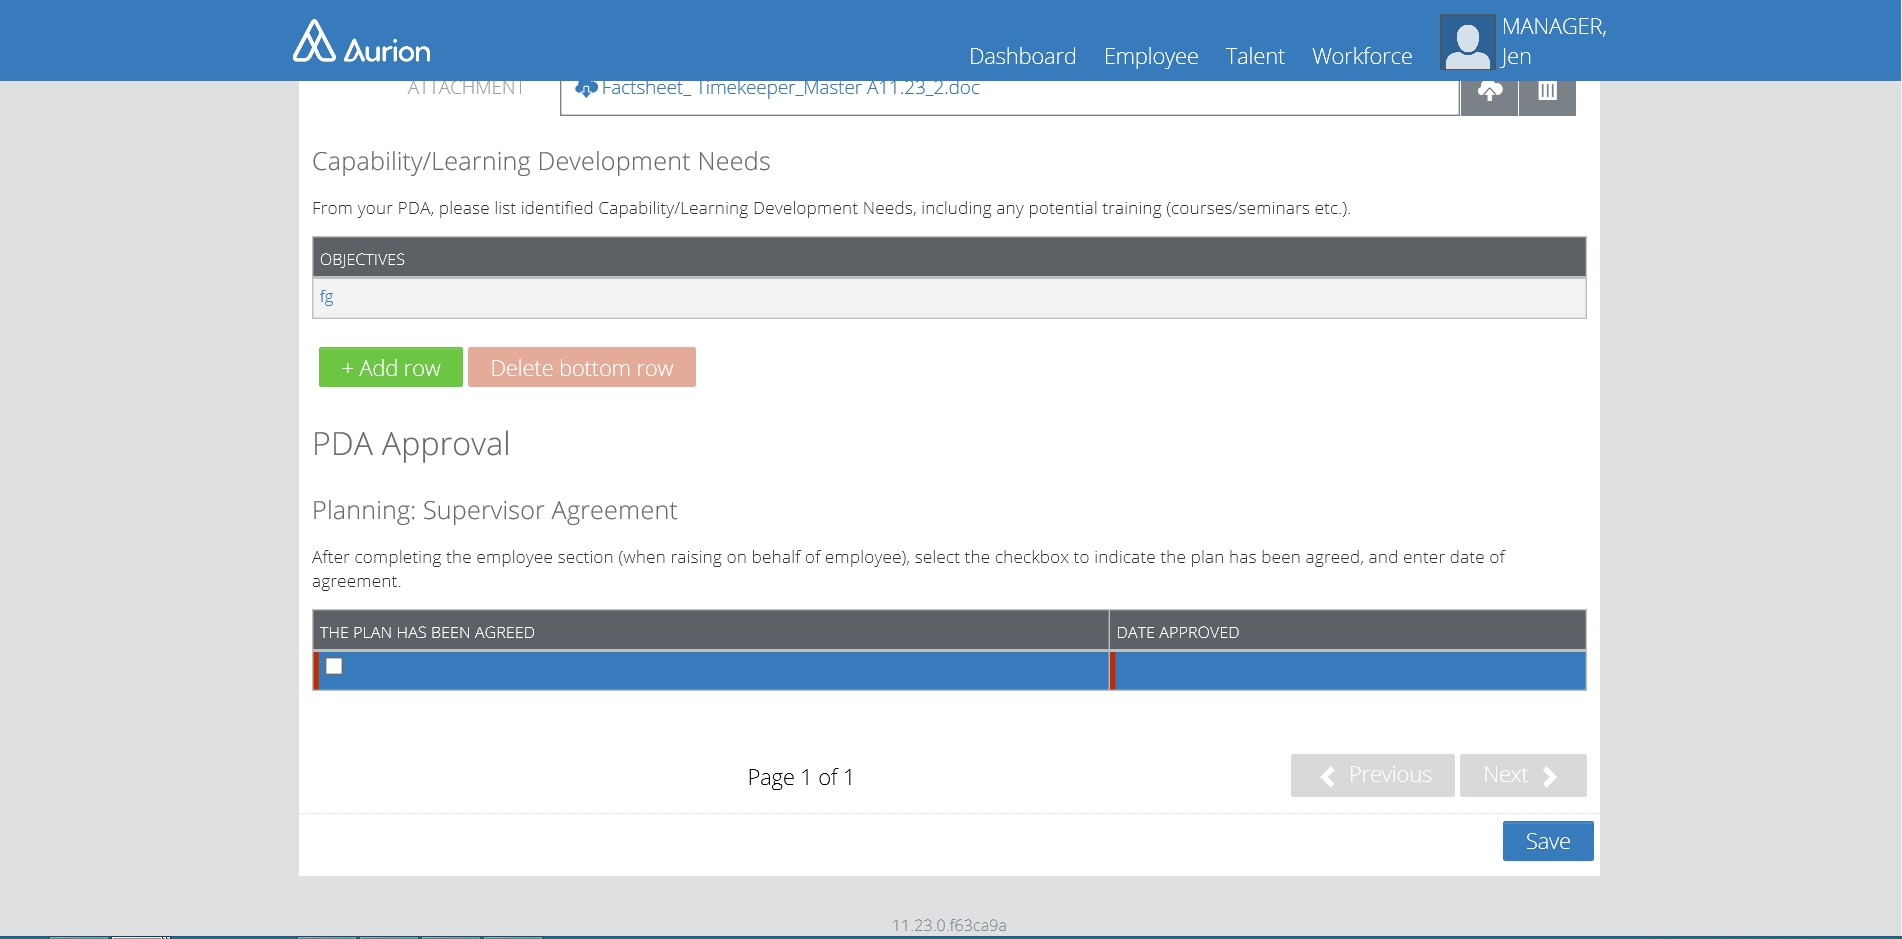 Aurion
Dashboard Employee Talent Workforce MANAGER,
Jen
ATTACHMENT Factsheet_ Timekeeper_Master A11.23_2.doc
Capability/Learning Development Needs
From your PDA, please list identified Capability/Learning Development Needs, including any potential training (courses/seminars etc.).
OBJECTIVES
fg
+ Add row Delete bottom row
PDA Approval
Planning: Supervisor Agreement
After completing the employee section (when raising on behalf of employee), select the checkbox to indicate the plan has been agreed, and enter date of
agreement.
THE PLAN HAS BEEN AGREED DATE APPROVED
Page 1 of 1 Previous Next
Save
11.23.0.f63ca9a